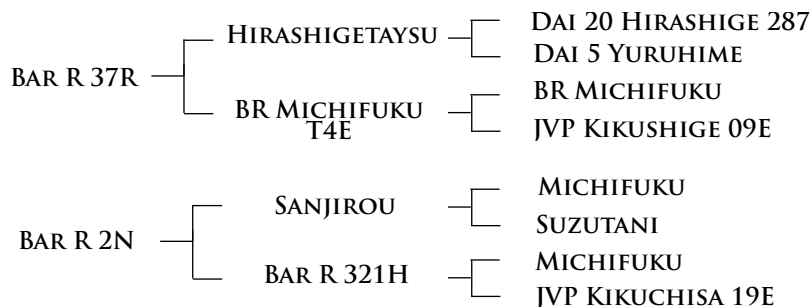 Dai 20 Hirashige 287
Hirashigetaysu
Dai 5 Yuruhime
Bar R 37R
BR Michifuku
BR Michifuku
T4E
JVP Kikushige 09E
Michifuku
Sanjirou
Suzutani
Bar R 2N
Michifuku
Bar R 321H
JVP Kikuchisa 19E